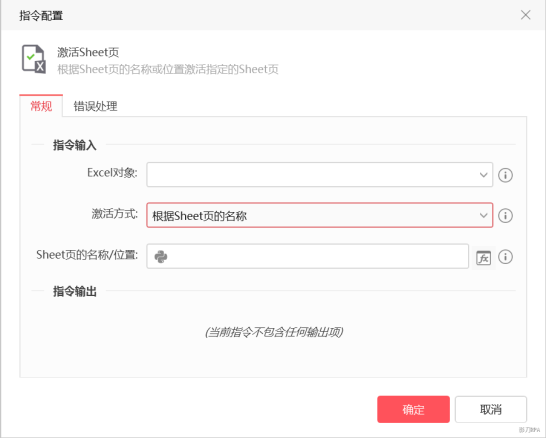 指令配置
激活Sheet页
根据Sheet页的名称或位置激活指定的Sheet页
常规
错误处理
指令输入
Excel对象:
激活方式:
根据Sheet页的名称
Sheet页的名称/位置:
fx
指令输出
(当前指令不包含任何输出项)
确定
取消